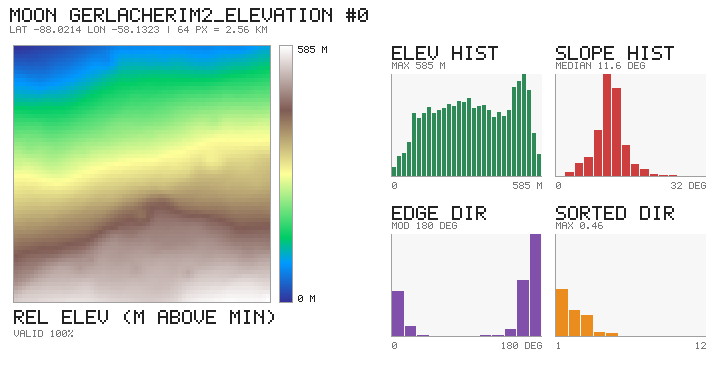 MOON GERLACHERIM2_ELEVATION #0
LAT -88.0214 LON -58.1323 | 64 PX = 2.56 KM
585 M
0 M
REL ELEV (M ABOVE MIN)
VALID 100%
ELEV HIST
MAX 585 M
0 585 M
SLOPE HIST
MEDIAN 11.6 DEG
0 32 DEG
EDGE DIR
MOD 180 DEG
0 180 DEG
SORTED DIR
MAX 0.46
1 12